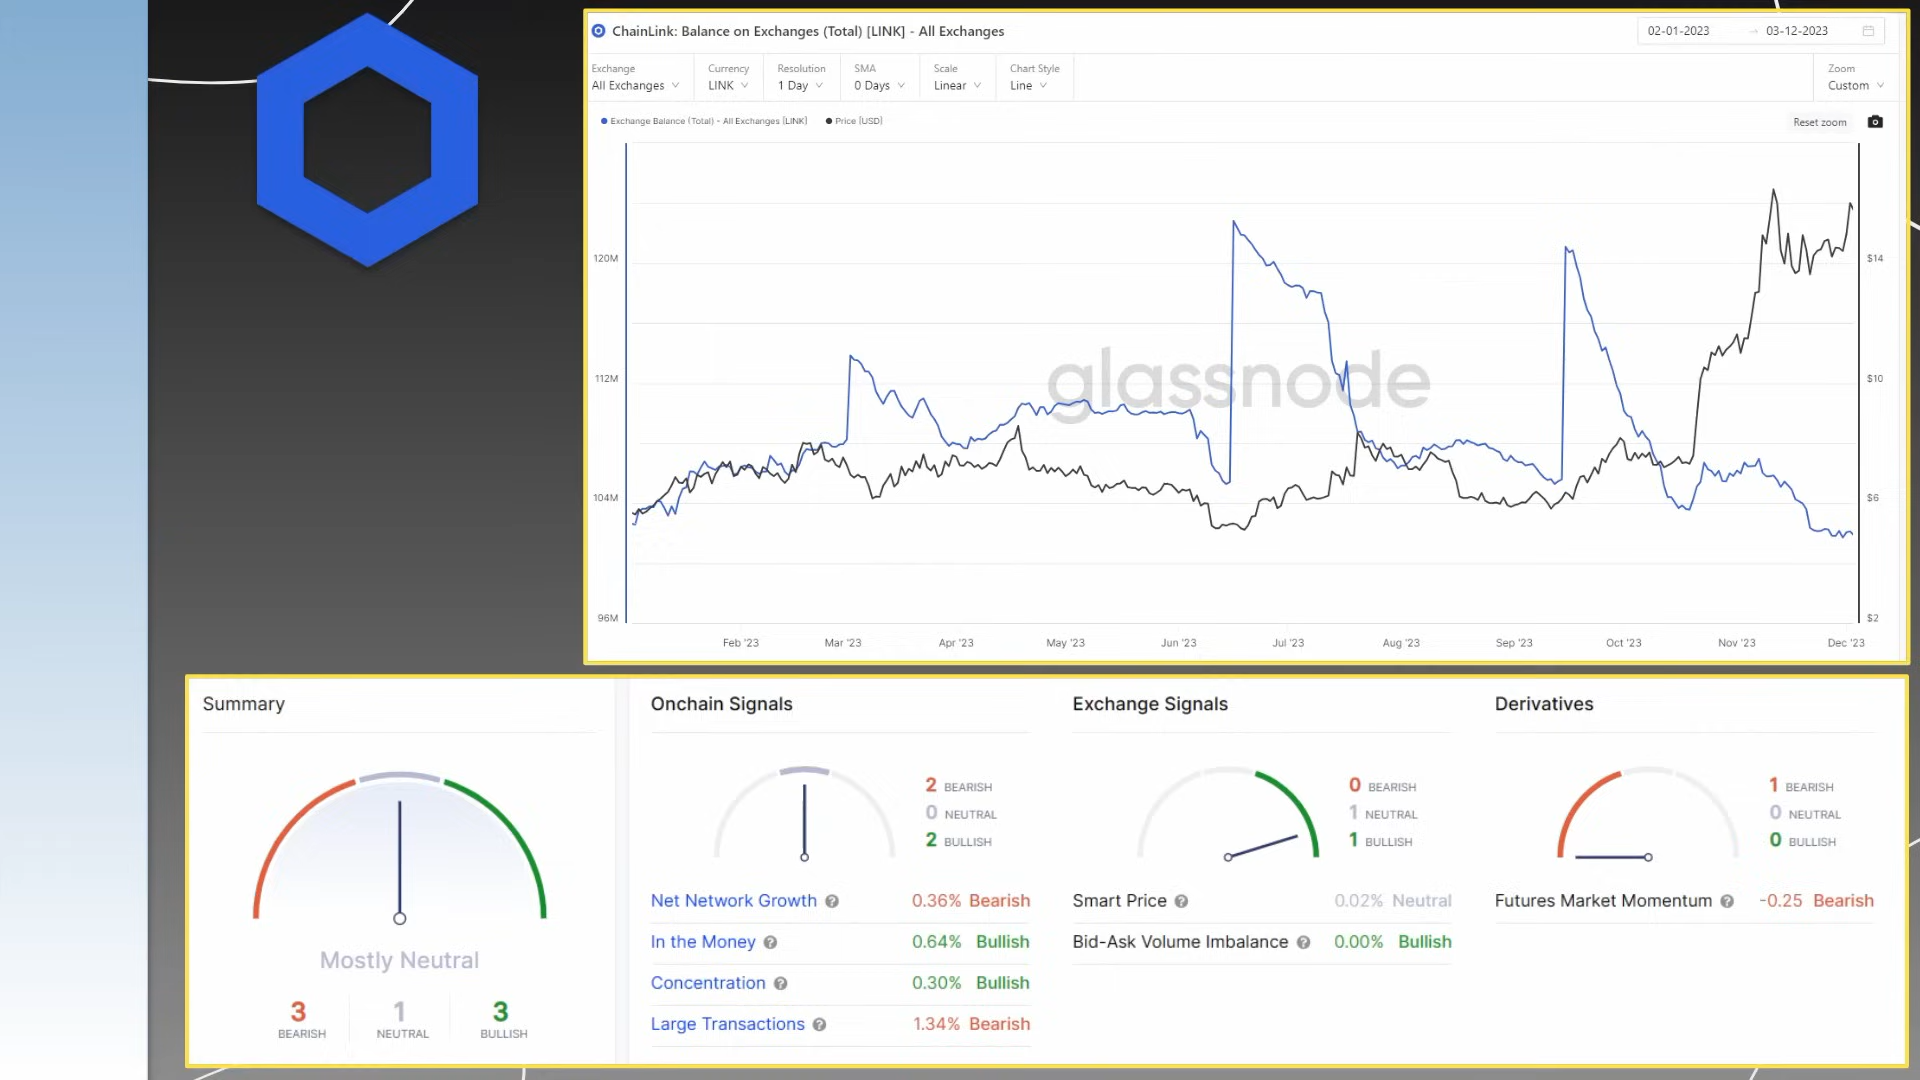 ChainLink: Balance on Exchanges (Total) [LINK] - All Exchanges
02-01-2023 → 03-12-2023
Exchange Currency Resolution SMA Scale Chart Style Zoom
All Exchanges LINK 1 Day 0 Days Linear Line Custom
Exchange Balance (Total) - All Exchanges [LINK] Price [USD]
Reset zoom
glassnode
120M $14
112M $10
104M $6
96M $2
Feb '23 Mar '23 Apr '23 May '23 Jun '23 Jul '23 Aug '23 Sep '23 Oct '23 Nov '23 Dec '23
Summary
Mostly Neutral
3 1 3
BEARISH NEUTRAL BULLISH
Onchain Signals
2 BEARISH
0 NEUTRAL
2 BULLISH
Net Network Growth ? 0.36% Bearish
In the Money ? 0.64% Bullish
Concentration ? 0.30% Bullish
Large Transactions ? 1.34% Bearish
Exchange Signals
0 BEARISH
1 NEUTRAL
1 BULLISH
Smart Price ? 0.02% Neutral
Bid-Ask Volume Imbalance ? 0.00% Bullish
Derivatives
1 BEARISH
0 NEUTRAL
0 BULLISH
Futures Market Momentum ? -0.25 Bearish